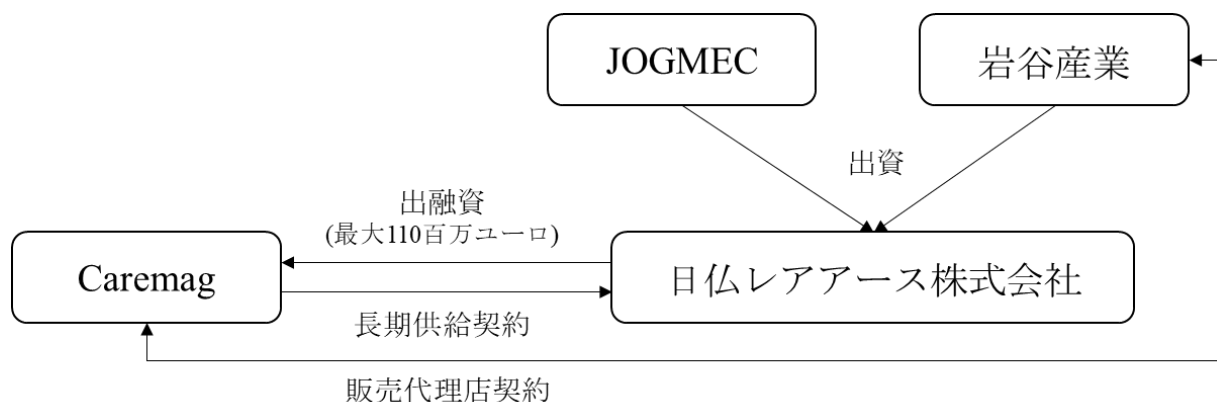 JOGMEC
岩谷産業
出資
出融資
(最大110百万ユーロ)
Caremag
日仏レアアース株式会社
長期供給契約
販売代理店契約